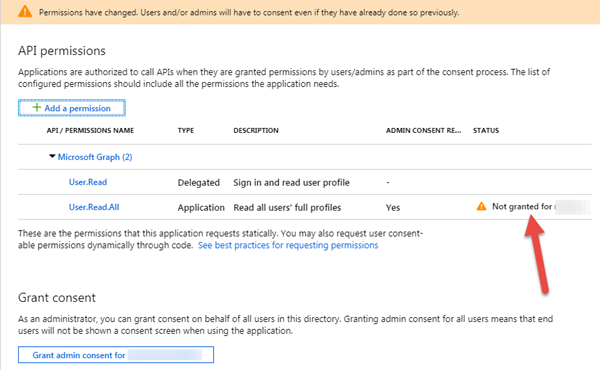 Permissions have changed. Users and/or admins will have to consent even if they have already done so previously.
API permissions
Applications are authorized to call APIs when they are granted permissions by users/admins as part of the consent process. The list of
configured permissions should include all the permissions the application needs.
+ Add a permission
API / PERMISSIONS NAME TYPE DESCRIPTION ADMIN CONSENT RE... STATUS
Microsoft Graph (2)
User.Read Delegated Sign in and read user profile -
User.Read.All Application Read all users' full profiles Yes Not granted for
These are the permissions that this application requests statically. You may also request user consent-
able permissions dynamically through code. See best practices for requesting permissions
Grant consent
As an administrator, you can grant consent on behalf of all users in this directory. Granting admin consent for all users means that end
users will not be shown a consent screen when using the application.
Grant admin consent for